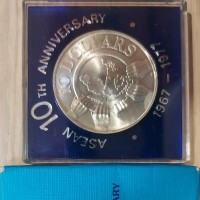 ASEAN 10TH ANNIVERSARY 1967 - 1977
DOLLARS